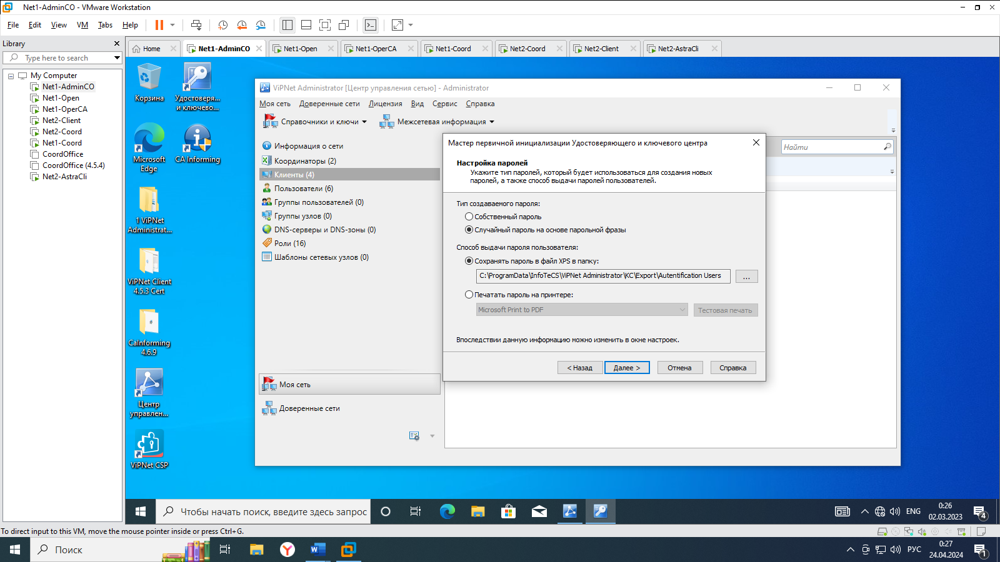 Net1-AdminCO - VMware Workstation
File Edit View VM Tabs Help
Library
Type here to search
My Computer
Net1-AdminCO
Net1-Open
Net1-OperCA
Net2-Client
Net2-Coord
Net1-Coord
CoordOffice
CoordOffice (4.5.4)
Net2-AstraCli
Home Net1-AdminCO Net1-Open Net1-OperCA Net1-Coord Net2-Coord Net2-Client Net2-AstraCli
Корзина
Удостоверя...
и ключево...
Microsoft
Edge
CA Informing
1 ViPNet
Administrat...
ViPNet Client
4.5.3 Cert
CaInforming
4.6.9
Центр
управлен...
ViPNet CSP
ViPNet Administrator [Центр управления сетью] - Administrator
Моя сеть Доверенные сети Лицензия Вид Сервис Справка
Справочники и ключи Межсетевая информация
Информация о сети
Координаторы (2)
Клиенты (4)
Пользователи (6)
Группы пользователей (0)
Группы узлов (0)
DNS-серверы и DNS-зоны (0)
Роли (16)
Шаблоны сетевых узлов (0)
Моя сеть
Доверенные сети
Найти
Мастер первичной инициализации Удостоверяющего и ключевого центра
Настройка паролей
Укажите тип паролей, который будет использоваться для создания новых
паролей, а также способ выдачи паролей пользователей.
Тип создаваемого пароля:
Собственный пароль
Случайный пароль на основе парольной фразы
Способ выдачи пароля пользователя:
Сохранять пароль в файл XPS в папку:
C:\ProgramData\InfoTeCS\ViPNet Administrator\KC\Export\Autentification Users
...
Печатать пароль на принтере:
Microsoft Print to PDF
Тестовая печать
Впоследствии данную информацию можно изменить в окне настроек.
< Назад Далее > Отмена Справка
Чтобы начать поиск, введите здесь запрос
ENG
0:26
02.03.2023
4
To direct input to this VM, move the mouse pointer inside or press Ctrl+G.
Поиск
РУС
0:27
24.04.2024
1